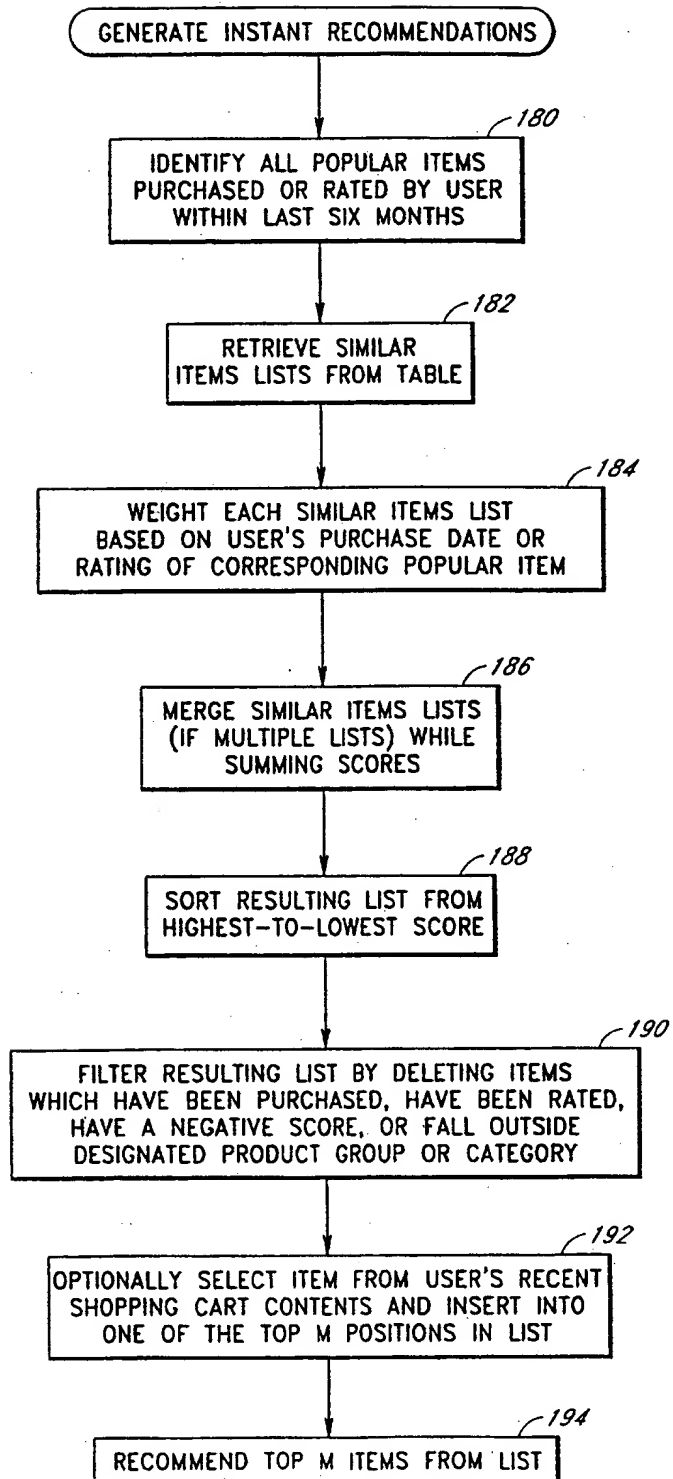 GENERATE INSTANT RECOMMENDATIONS
180
IDENTIFY ALL POPULAR ITEMS
PURCHASED OR RATED BY USER
WITHIN LAST SIX MONTHS
182
RETRIEVE SIMILAR
ITEMS LISTS FROM TABLE
184
WEIGHT EACH SIMILAR ITEMS LIST
BASED ON USER'S PURCHASE DATE OR
RATING OF CORRESPONDING POPULAR ITEM
186
MERGE SIMILAR ITEMS LISTS
(IF MULTIPLE LISTS) WHILE
SUMMING SCORES
188
SORT RESULTING LIST FROM
HIGHEST-TO-LOWEST SCORE
190
FILTER RESULTING LIST BY DELETING ITEMS
WHICH HAVE BEEN PURCHASED, HAVE BEEN RATED,
HAVE A NEGATIVE SCORE, OR FALL OUTSIDE
DESIGNATED PRODUCT GROUP OR CATEGORY
192
OPTIONALLY SELECT ITEM FROM USER'S RECENT
SHOPPING CART CONTENTS AND INSERT INTO
ONE OF THE TOP M POSITIONS IN LIST
194
RECOMMEND TOP M ITEMS FROM LIST